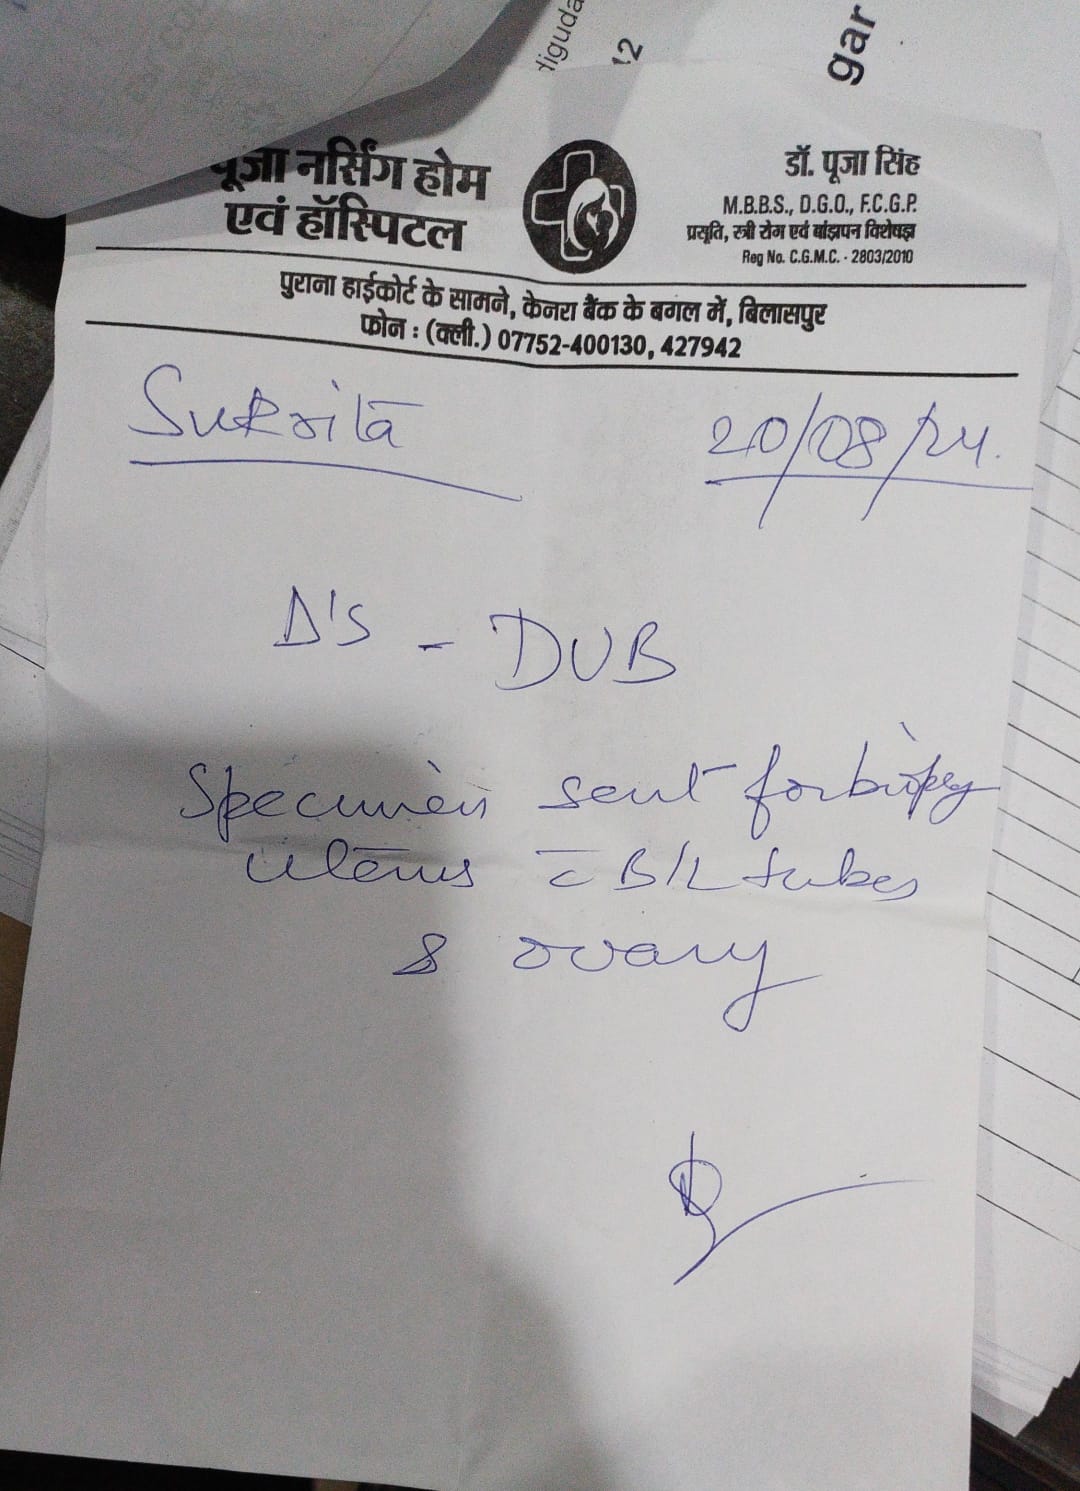 gar
12
पूजा नर्सिंग होम
एवं हॉस्पिटल
डॉ. पूजा सिंह
M.B.B.S., D.G.O., F.C.G.P.
प्रसूति, स्त्री रोग एवं बांझपन विशेषज्ञ
Reg No. C.G.M.C. - 2803/2010
पुराना हाईकोर्ट के सामने, केनरा बैंक के बगल में, बिलासपुर
फोन : (क्ली.) 07752-400130, 427942
Sukrita 20/08/24.
D's - DUB
Specimen sent for biopsy
uterus c̄ B/L tubes
& ovary